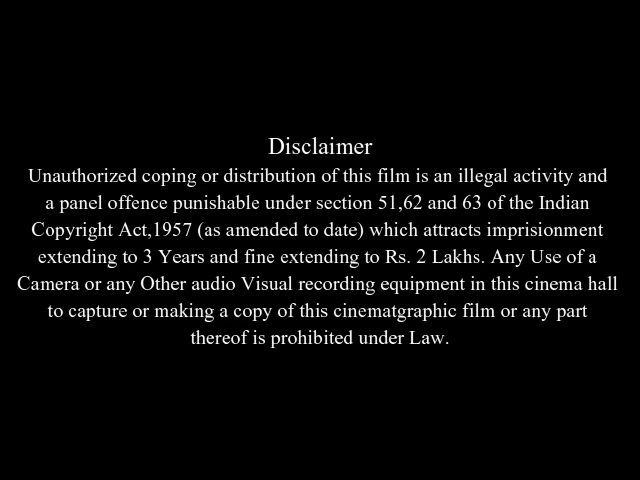 Disclaimer
Unauthorized coping or distribution of this film is an illegal activity and
a panel offence punishable under section 51,62 and 63 of the Indian
Copyright Act,1957 (as amended to date) which attracts imprisionment
extending to 3 Years and fine extending to Rs. 2 Lakhs. Any Use of a
Camera or any Other audio Visual recording equipment in this cinema hall
to capture or making a copy of this cinematgraphic film or any part
thereof is prohibited under Law.